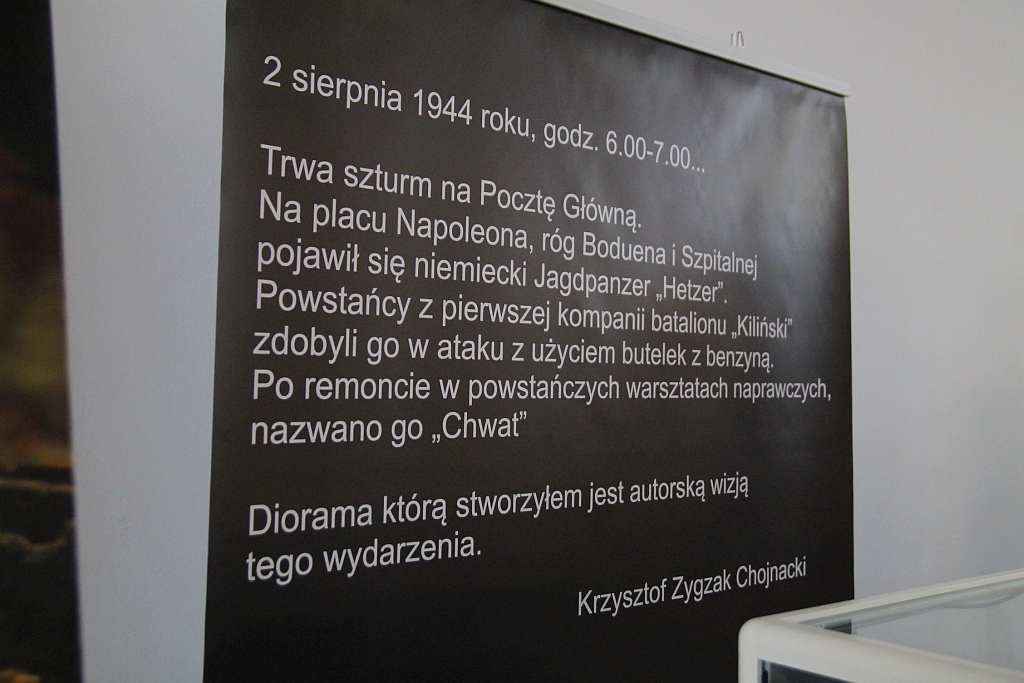 2 sierpnia 1944 roku, godz. 6.00-7.00...
Trwa szturm na Pocztę Główną.
Na placu Napoleona, róg Boduena i Szpitalnej
pojawił się niemiecki Jagdpanzer „Hetzer”.
Powstańcy z pierwszej kompanii batalionu „Kiliński”
zdobyli go w ataku z użyciem butelek z benzyną.
Po remoncie w powstańczych warsztatach naprawczych,
nazwano go „Chwat”
Diorama którą stworzyłem jest autorską wizją
tego wydarzenia.
Krzysztof Zygzak Chojnacki